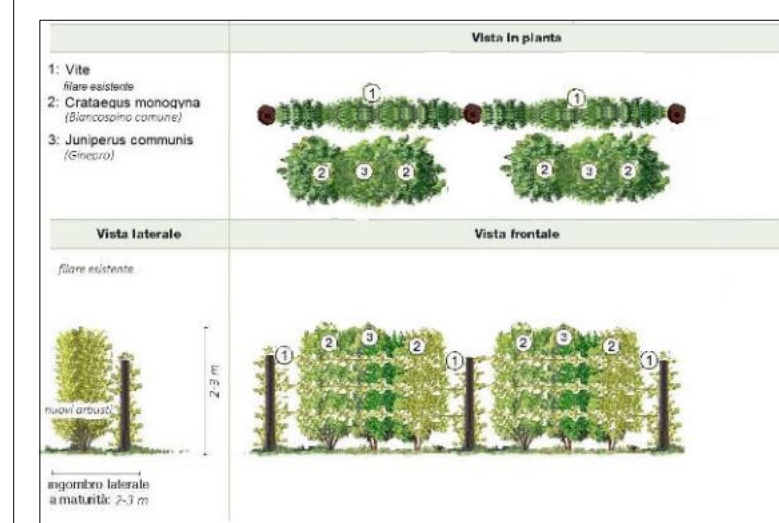 Vista in pianta
1: Vite
filare esistente
2: Crataegus monogyna
(Biancospino comune)
3: Juniperus communis
(Ginepro)
1
1
2
3
2
2
3
2
Vista laterale
Vista frontale
filare esistente
nuovi arbusti
2-3 m
ingombro laterale
a maturità: 2-3 m
1
2
3
2
1
2
3
2
1